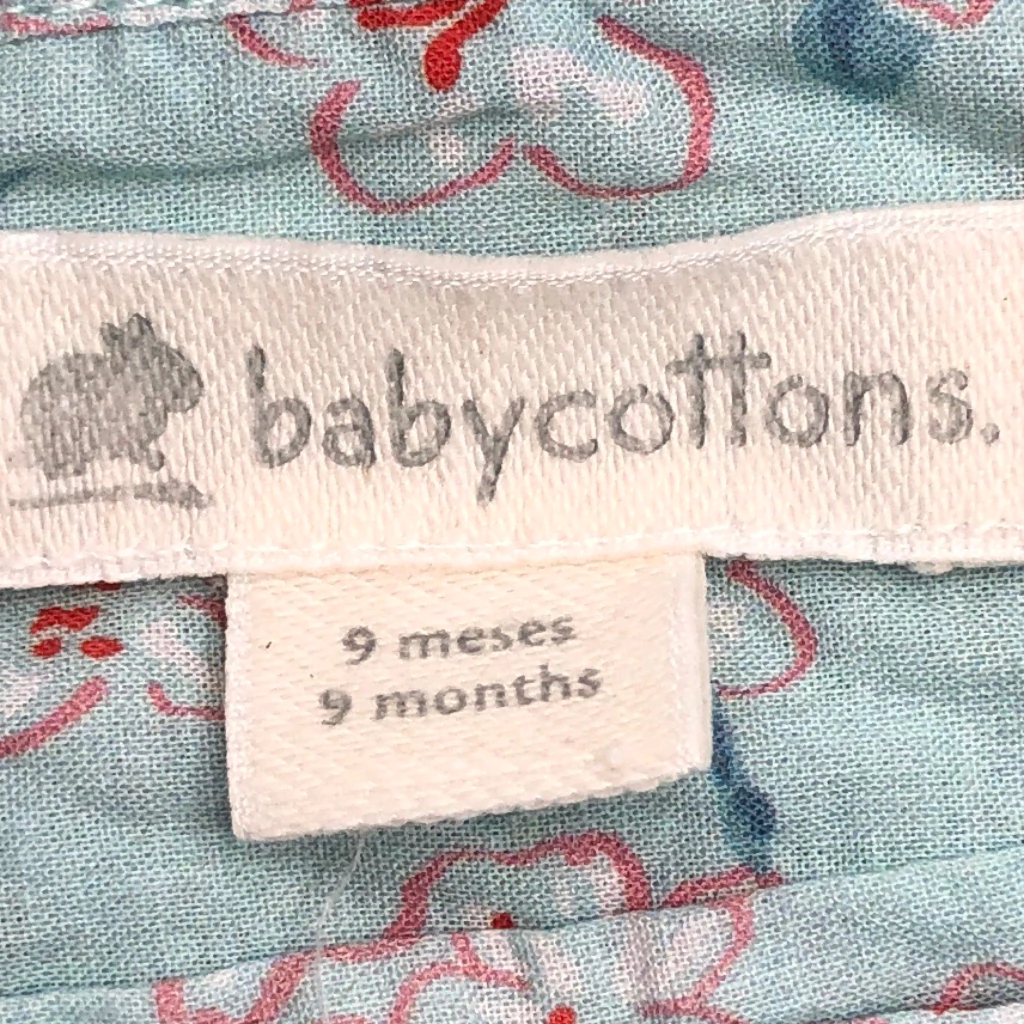 babycottons.
9 meses
9 months